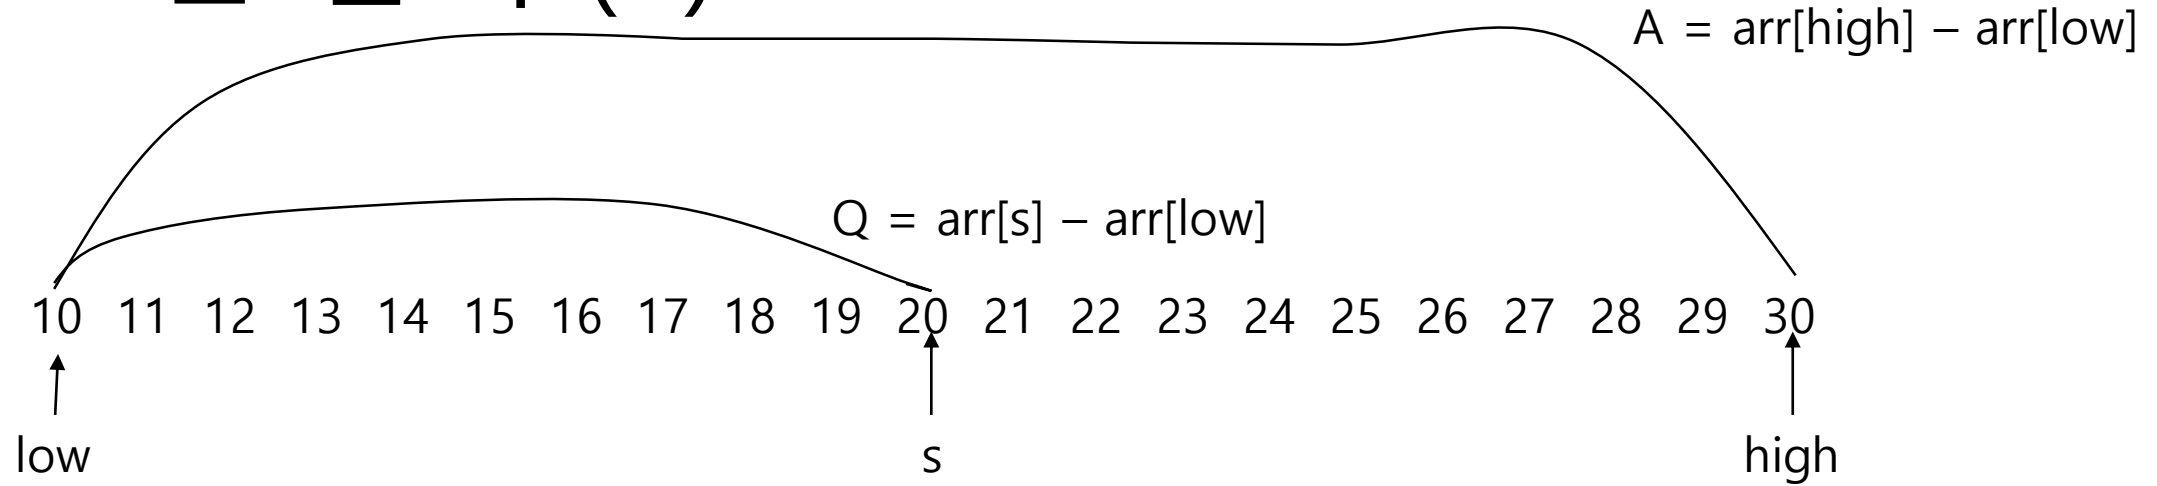 A = arr[high] – arr[low]
Q = arr[s] – arr[low]
10 11 12 13 14 15 16 17 18 19 20 21 22 23 24 25 26 27 28 29 30
low s high